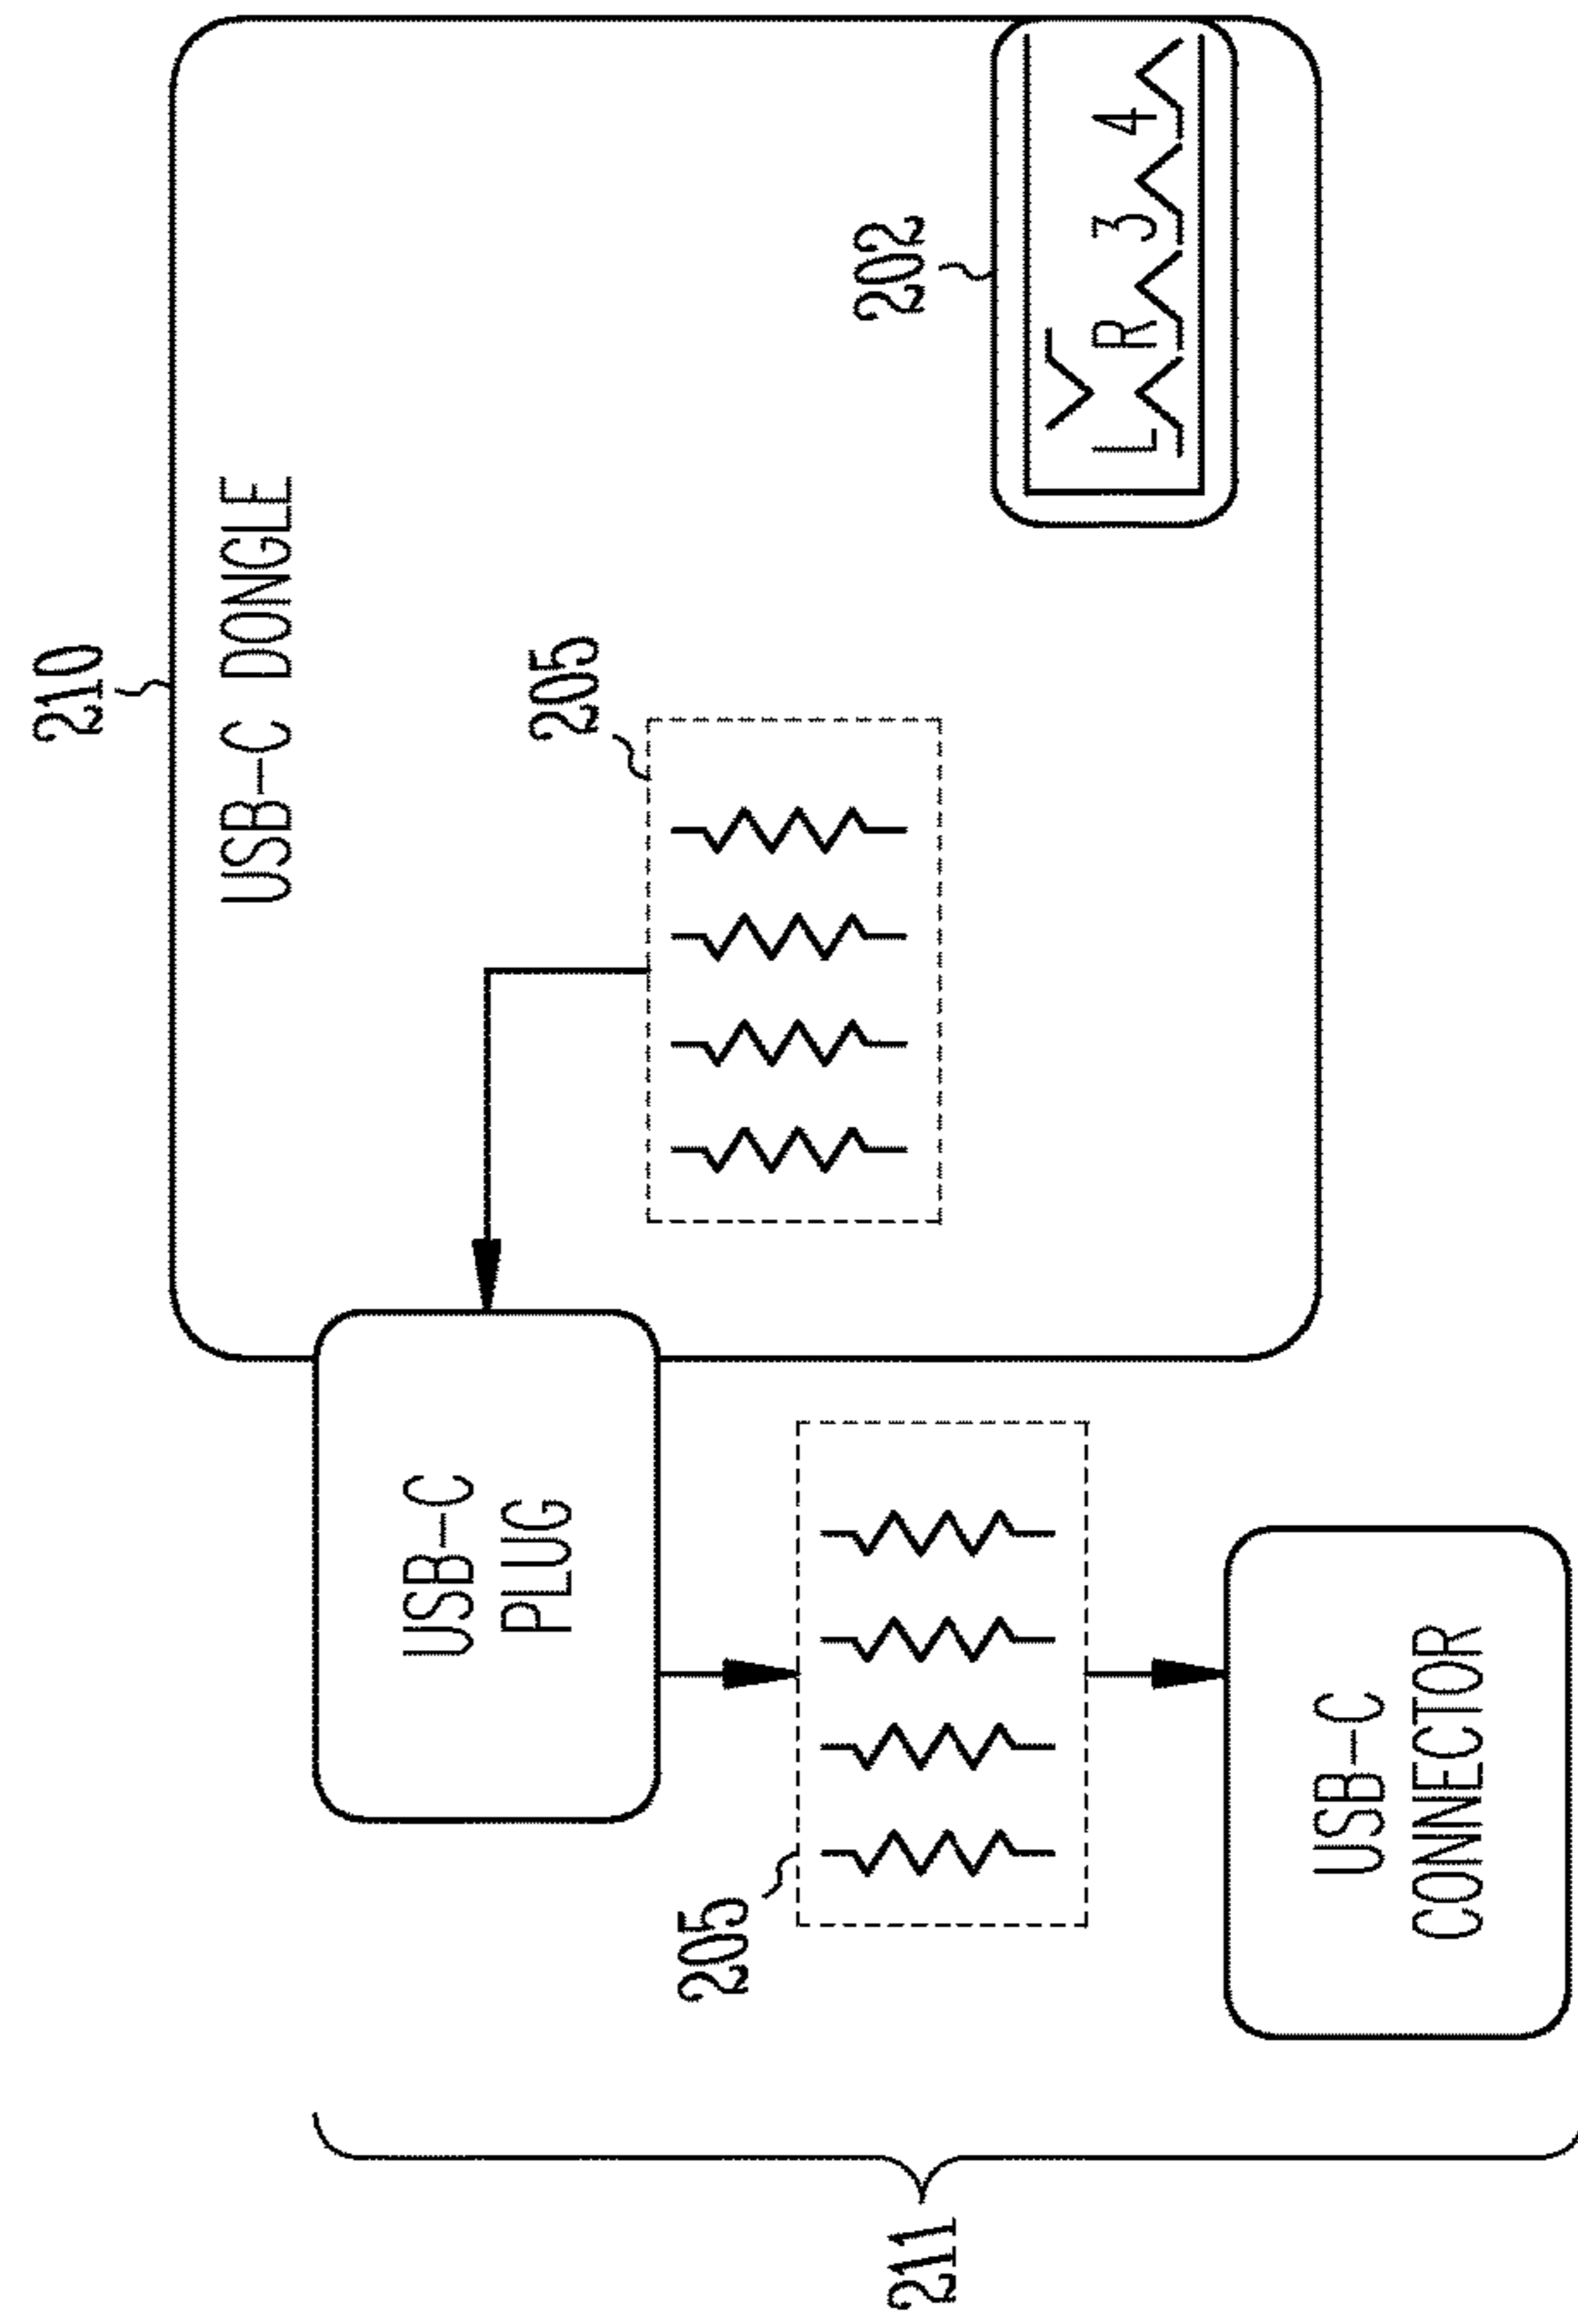 210
USB-C DONGLE
USB-C
PLUG
205
205
202
L R 3 4
USB-C
CONNECTOR
211